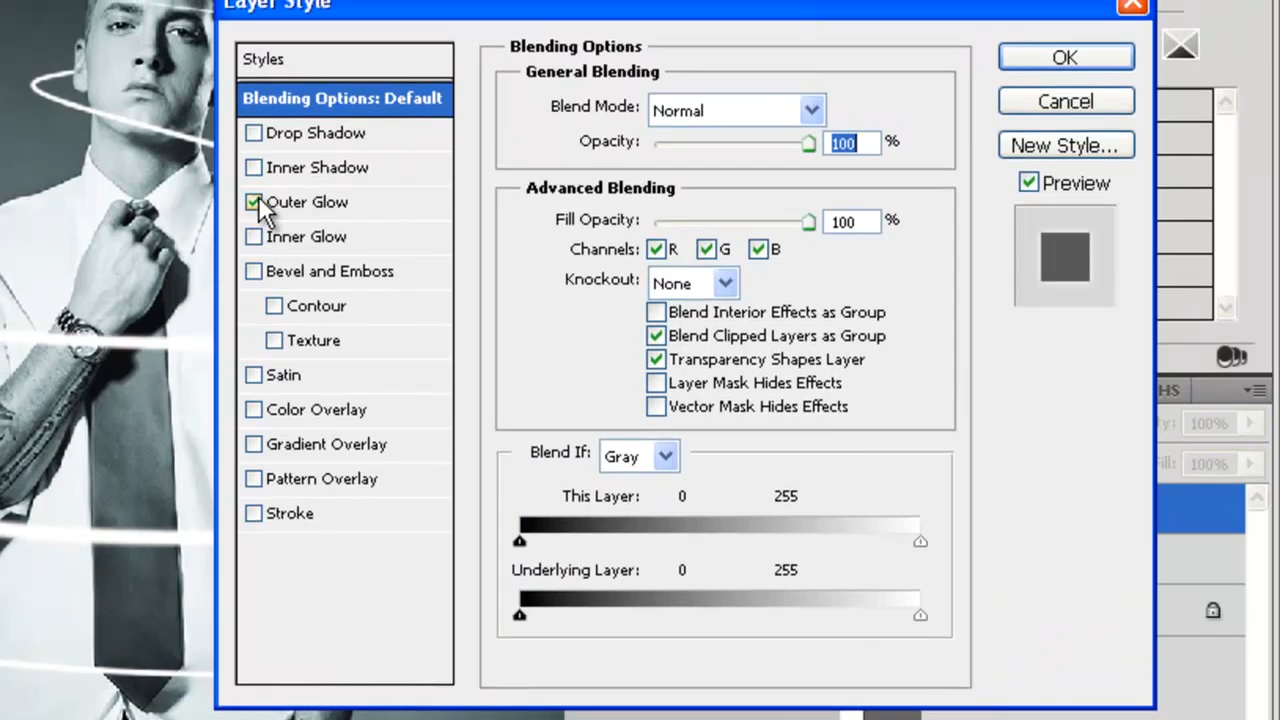 Layer Style
Styles
Blending Options: Default
Drop Shadow
Inner Shadow
Outer Glow
Inner Glow
Bevel and Emboss
Contour
Texture
Satin
Color Overlay
Gradient Overlay
Pattern Overlay
Stroke
Blending Options
General Blending
Blend Mode: Normal
Opacity: 100 %
Advanced Blending
Fill Opacity: 100 %
Channels: R G B
Knockout: None
Blend Interior Effects as Group
Blend Clipped Layers as Group
Transparency Shapes Layer
Layer Mask Hides Effects
Vector Mask Hides Effects
Blend If: Gray
This Layer: 0 255
Underlying Layer: 0 255
OK
Cancel
New Style...
Preview
HS
100%
100%